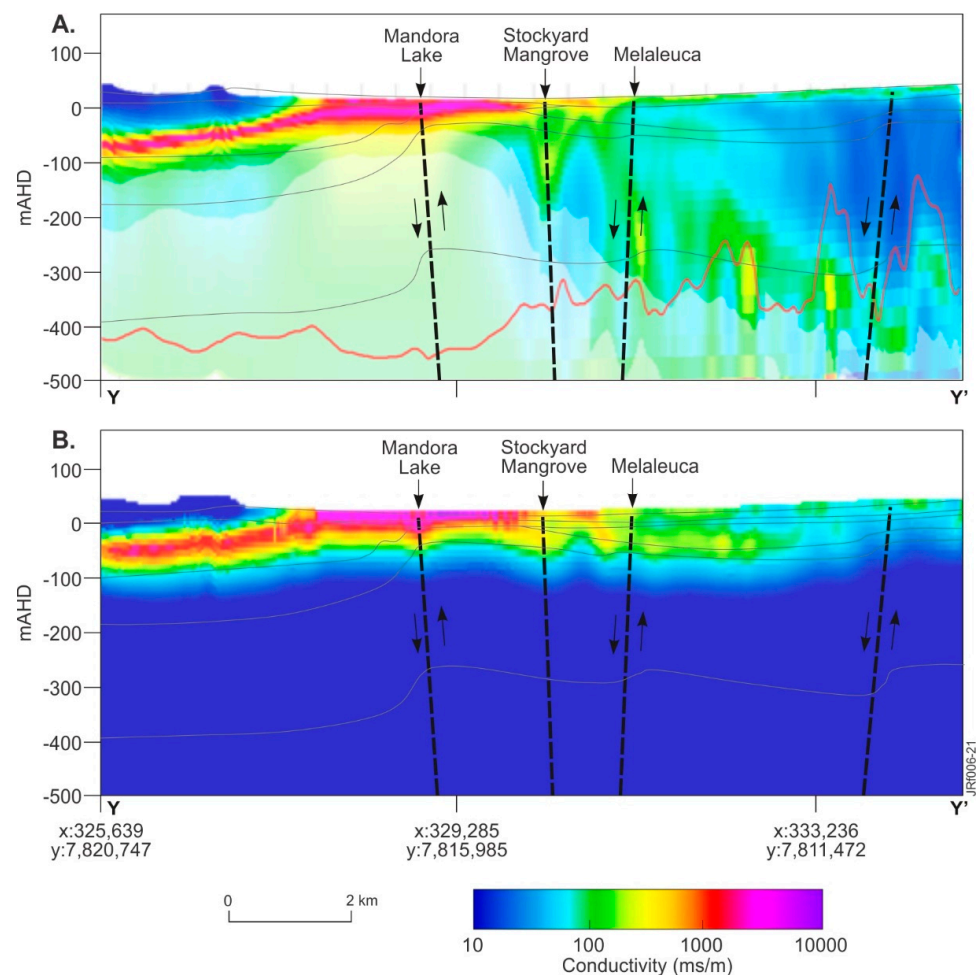 A.
Mandora
Lake
Stockyard
Mangrove
Melaleuca
100
0
-100
-200
-300
-400
-500
mAHD
Y
Y'
B.
Mandora
Lake
Stockyard
Mangrove
Melaleuca
100
0
-100
-200
-300
-400
-500
mAHD
JRf006-21
Y
Y'
x:325,639
y:7,820,747
x:329,285
y:7,815,985
x:333,236
y:7,811,472
0
2 km
10
100
1000
10000
Conductivity (ms/m)